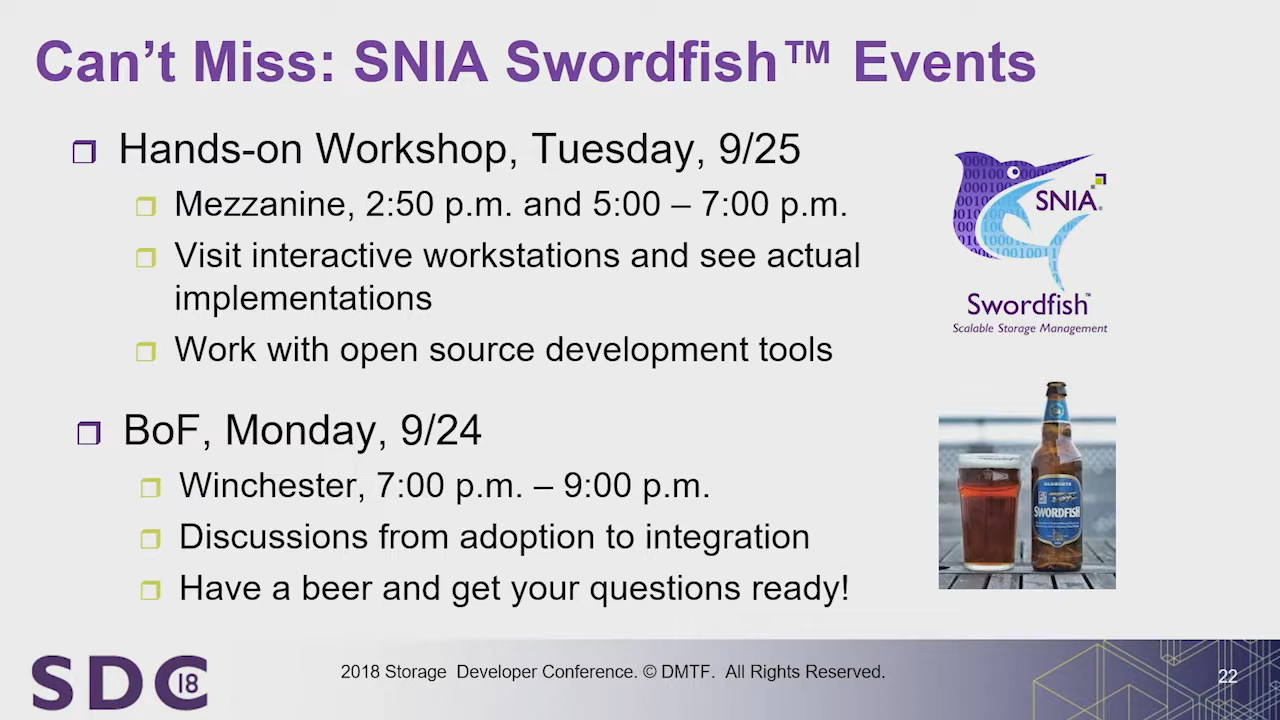 Can't Miss: SNIA Swordfish™ Events
Hands-on Workshop, Tuesday, 9/25
Mezzanine, 2:50 p.m. and 5:00 – 7:00 p.m.
Visit interactive workstations and see actual
implementations
Work with open source development tools
SNIA
Swordfish™
Scalable Storage Management
BoF, Monday, 9/24
Winchester, 7:00 p.m. – 9:00 p.m.
Discussions from adoption to integration
Have a beer and get your questions ready!
SWORDFISH
SDC 18
2018 Storage Developer Conference. © DMTF. All Rights Reserved.
22